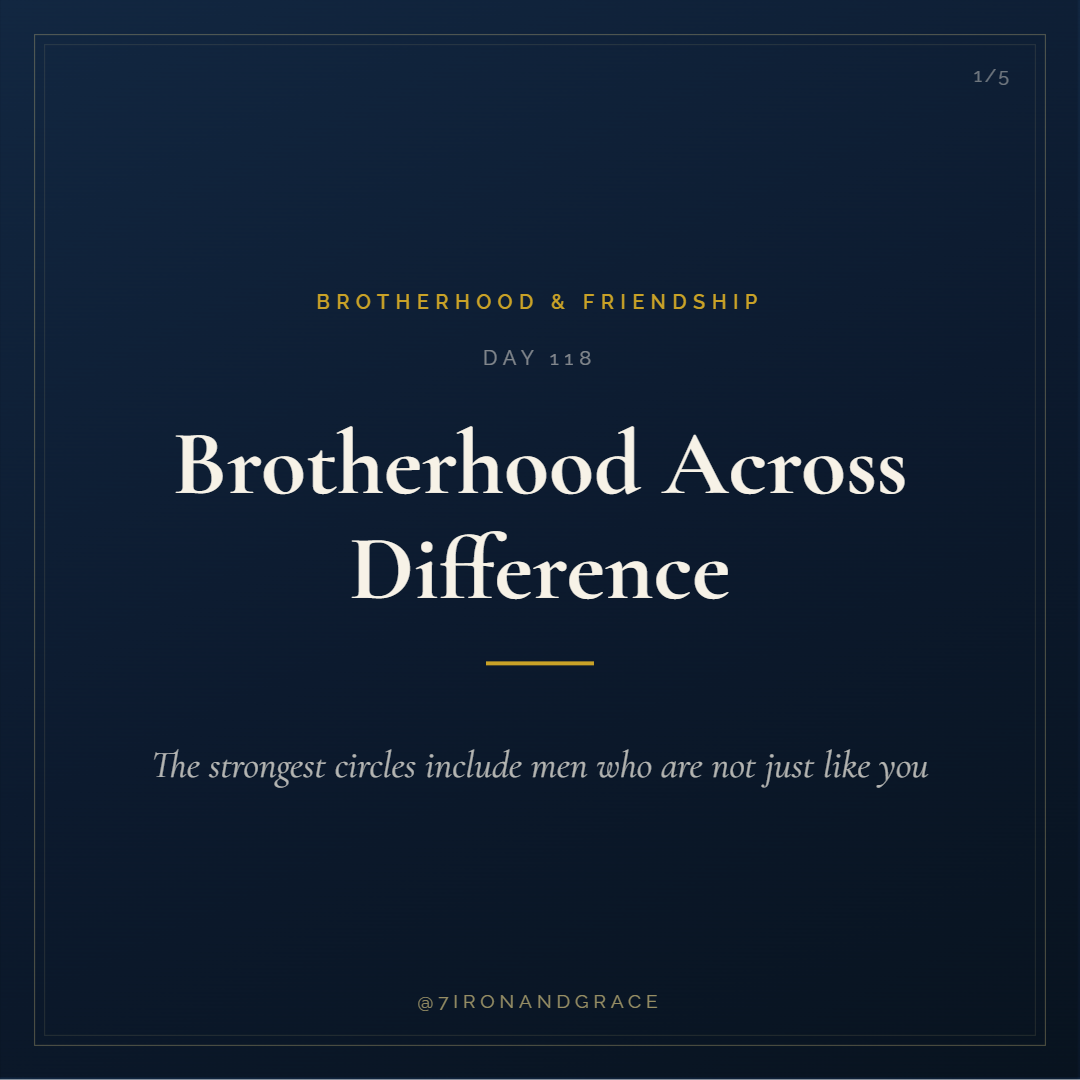 1/5
BROTHERHOOD & FRIENDSHIP
DAY 118
Brotherhood Across
Difference
The strongest circles include men who are not just like you
@7IRONANDGRACE